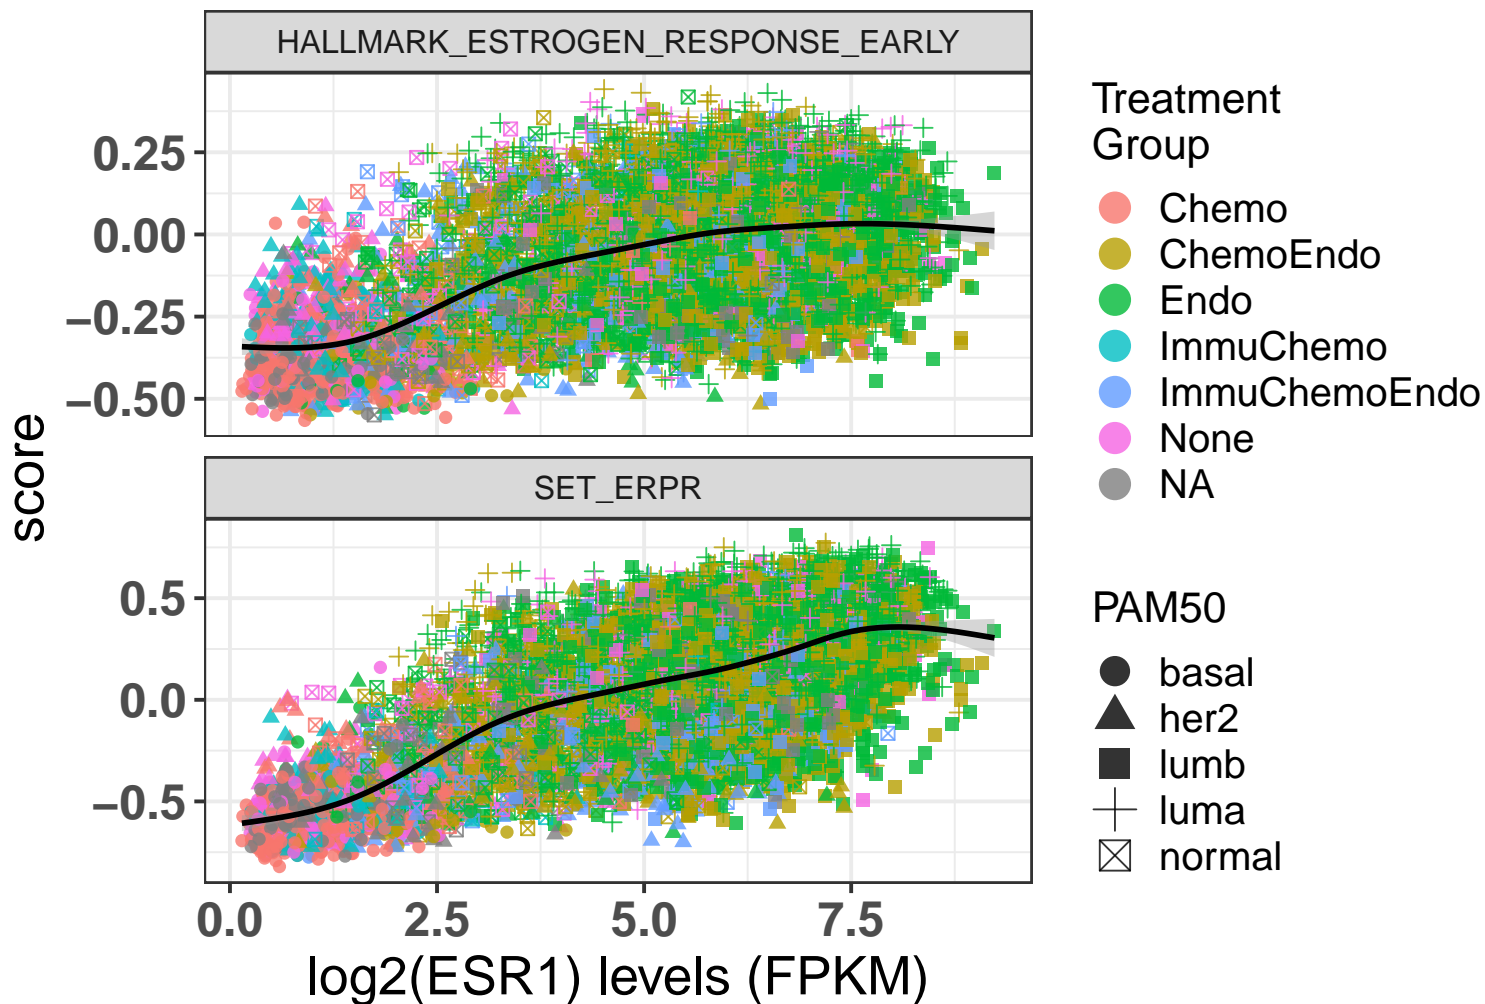 HALLMARK_ESTROGEN_RESPONSE_EARLY
0.25
0.00
−0.25
−0.50
score
SET_ERPR
0.5
0.0
−0.5
0.0 2.5 5.0 7.5
log2(ESR1) levels (FPKM)
Treatment
Group
Chemo
ChemoEndo
Endo
ImmuChemo
ImmuChemoEndo
None
NA
PAM50
basal
her2
lumb
luma
normal